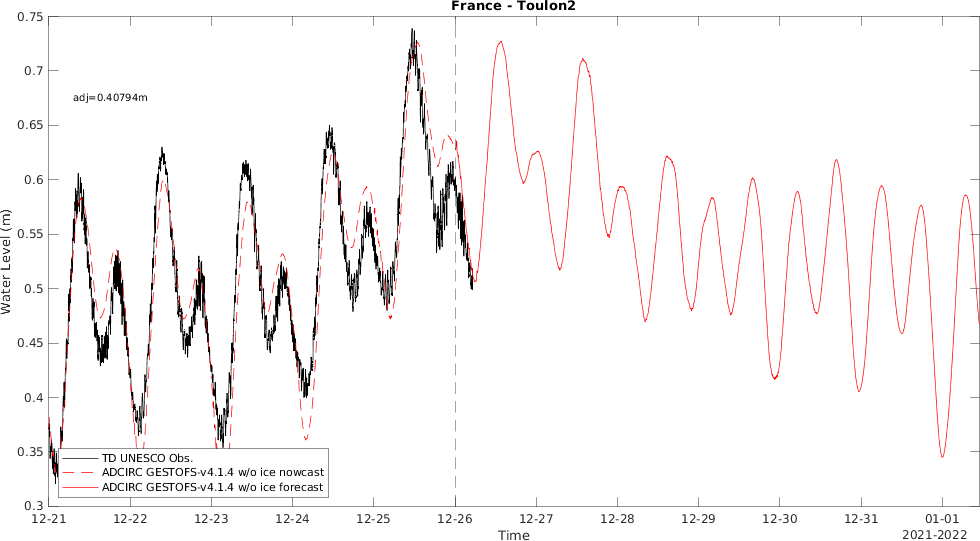 France - Toulon2
0.75
0.7
0.65
0.6
0.55
0.5
0.45
0.4
0.35
0.3
Water Level (m)
adj=0.40794m
TD UNESCO Obs.
ADCIRC GESTOFS-v4.1.4 w/o ice nowcast
ADCIRC GESTOFS-v4.1.4 w/o ice forecast
12-21 12-22 12-23 12-24 12-25 12-26 12-27 12-28 12-29 12-30 12-31 01-01
Time
2021-2022